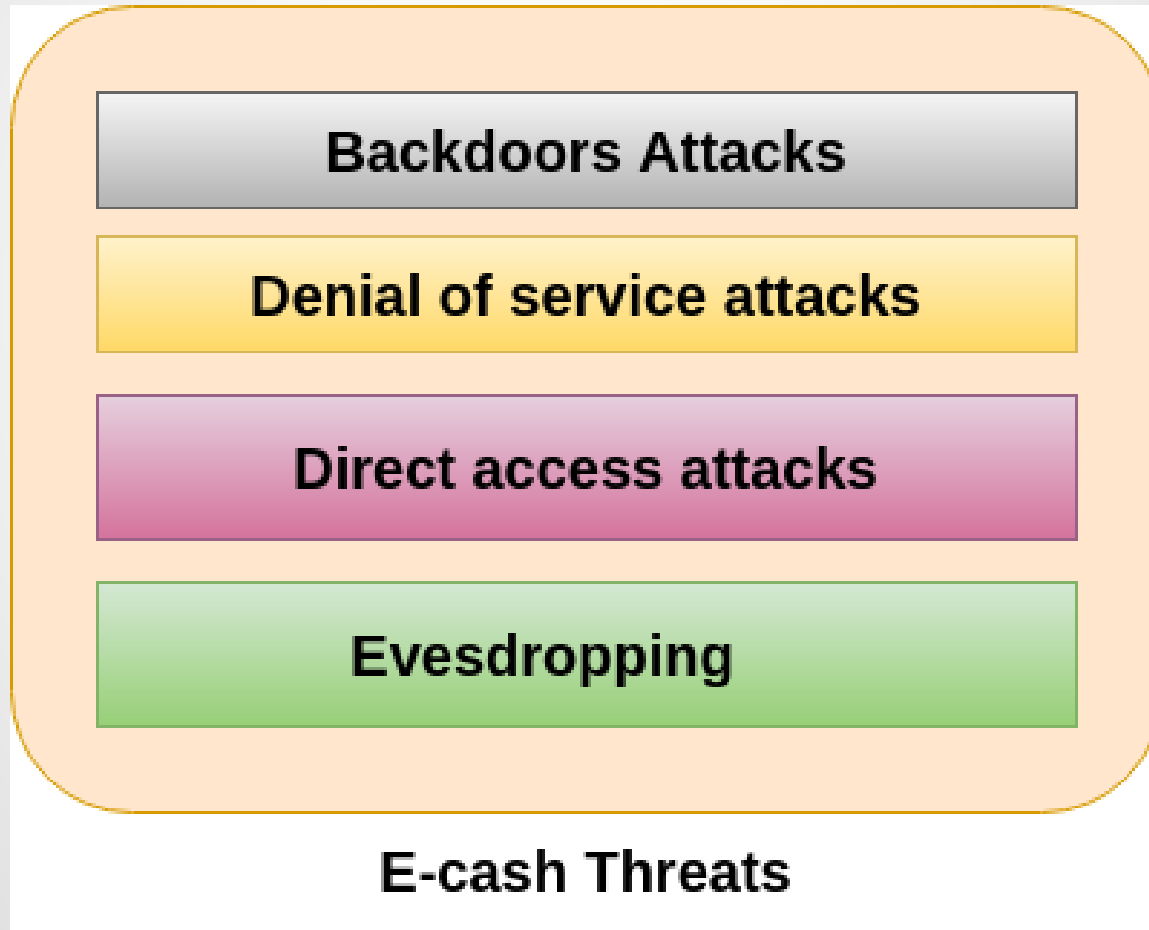 Backdoors Attacks
Denial of service attacks
Direct access attacks
Evesdropping
E-cash Threats